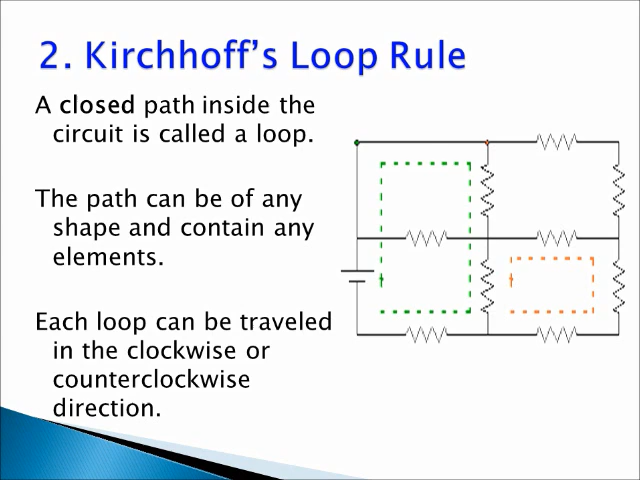 2. Kirchhoff's Loop Rule
A closed path inside the
circuit is called a loop.
The path can be of any
shape and contain any
elements.
Each loop can be traveled
in the clockwise or
counterclockwise
direction.